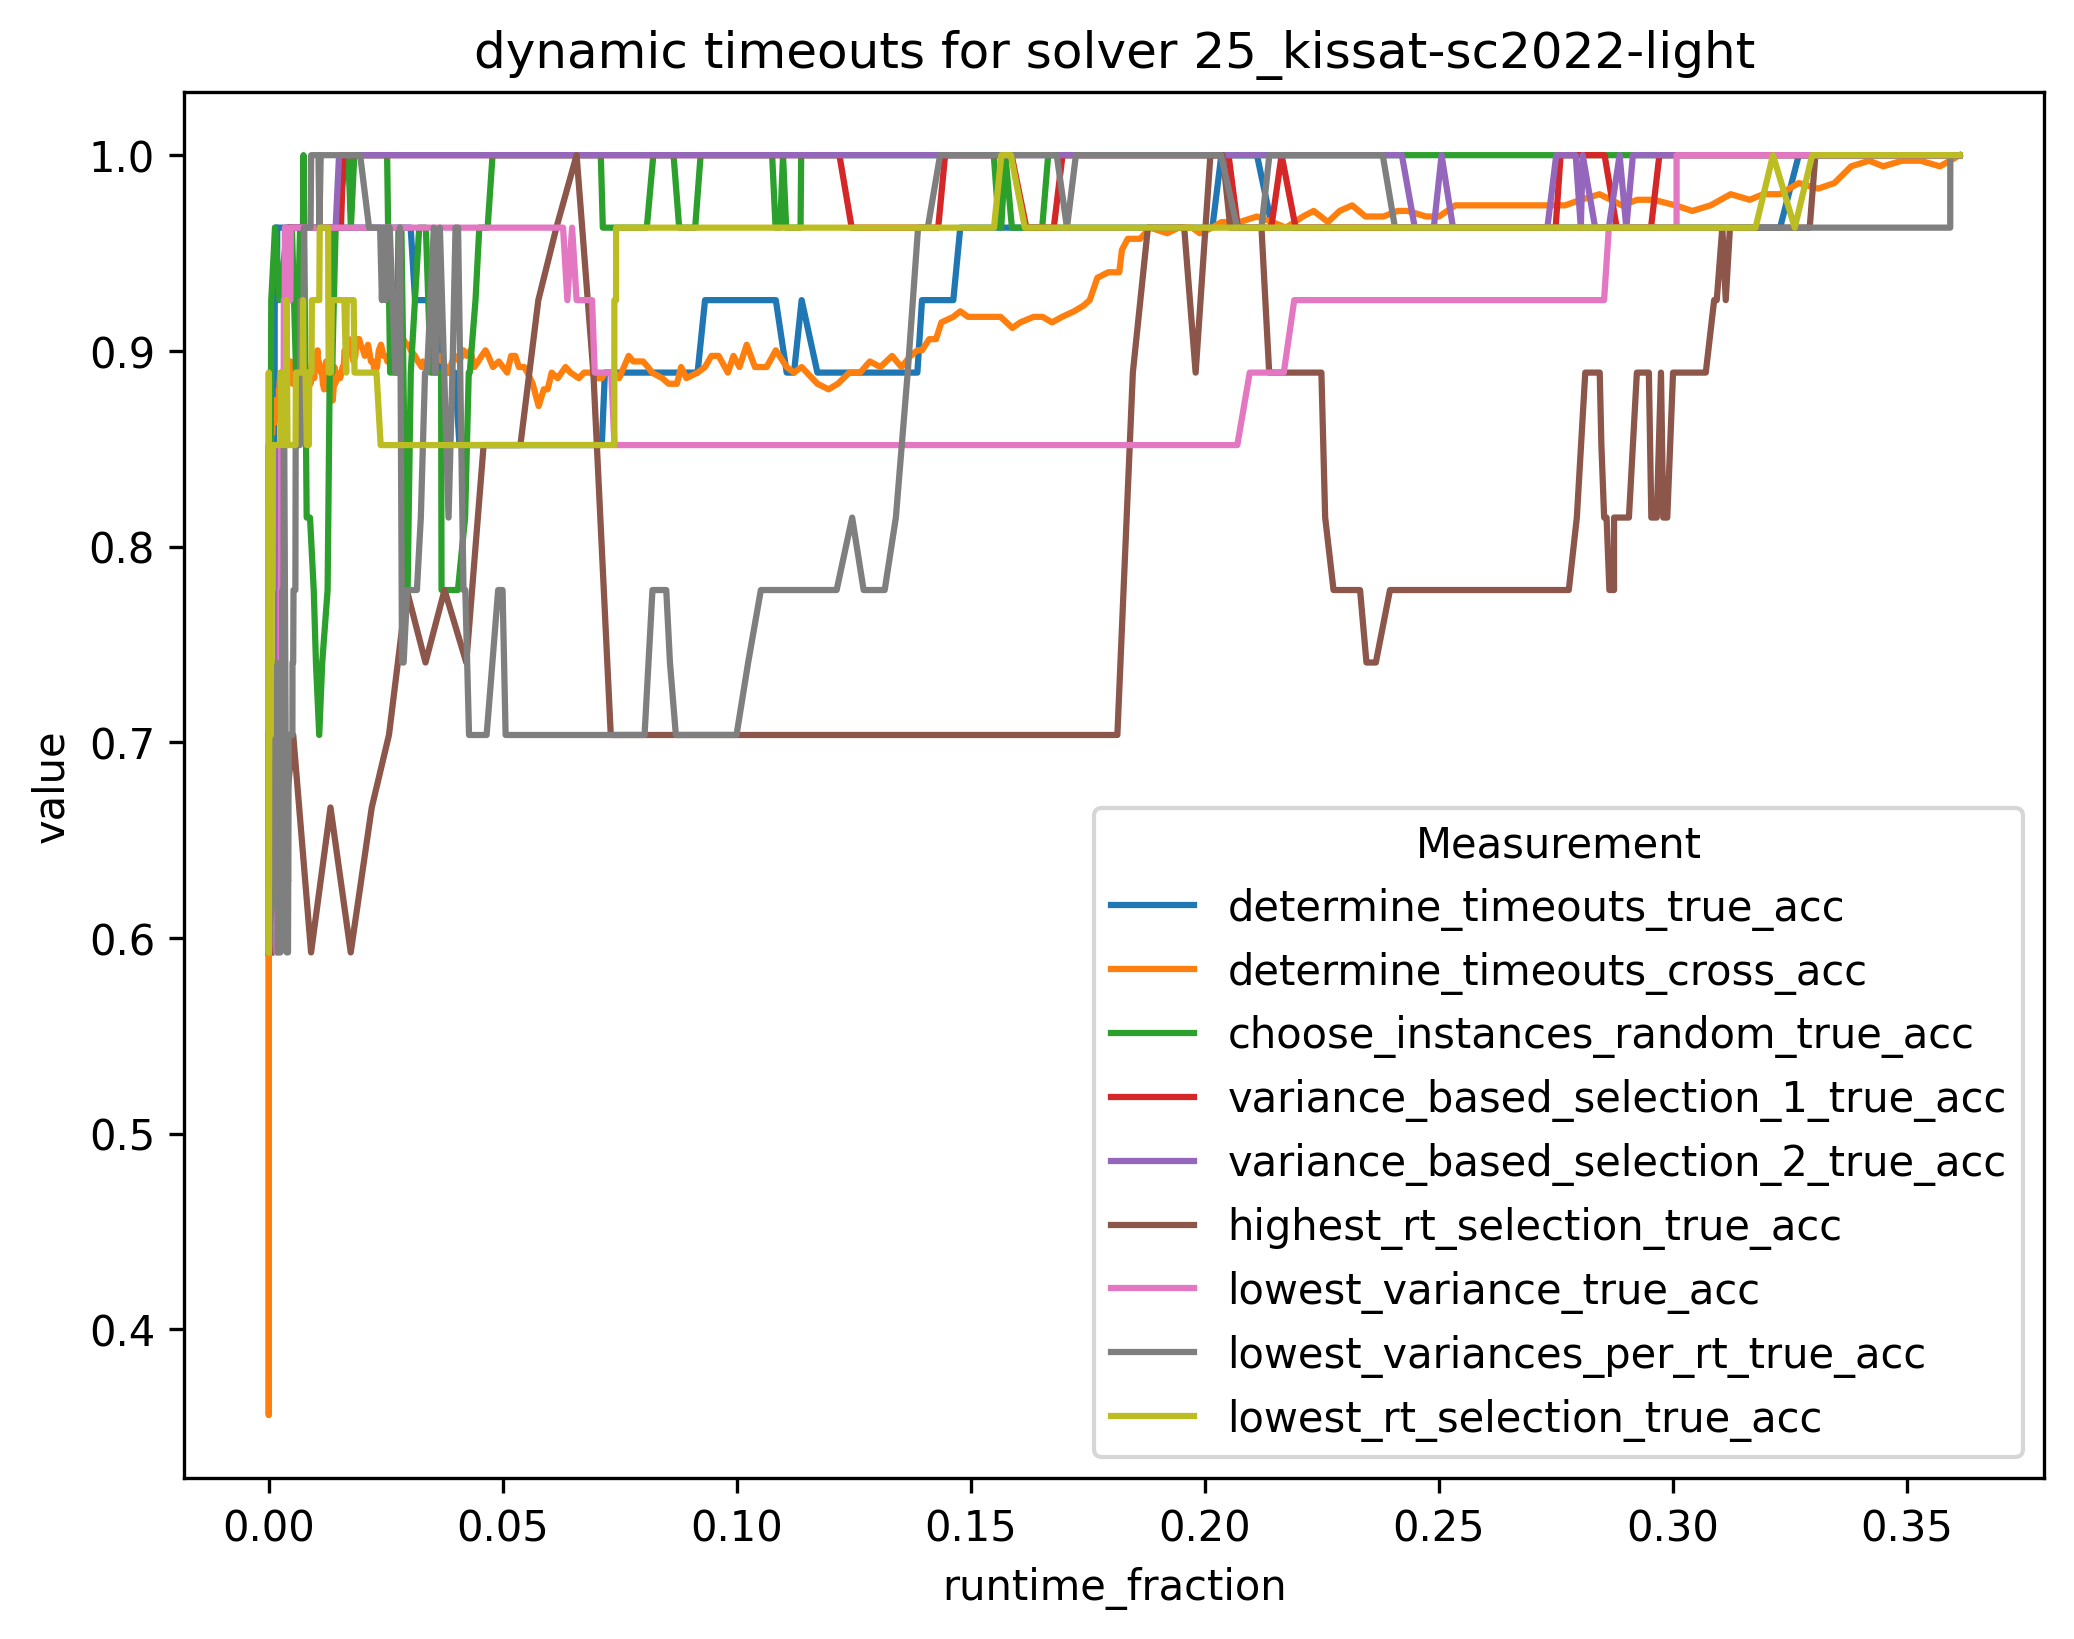 dynamic timeouts for solver 25_kissat-sc2022-light
1.0
0.9
0.8
0.7
0.6
0.5
0.4
value
0.00 0.05 0.10 0.15 0.20 0.25 0.30 0.35
runtime_fraction
Measurement
determine_timeouts_true_acc
determine_timeouts_cross_acc
choose_instances_random_true_acc
variance_based_selection_1_true_acc
variance_based_selection_2_true_acc
highest_rt_selection_true_acc
lowest_variance_true_acc
lowest_variances_per_rt_true_acc
lowest_rt_selection_true_acc